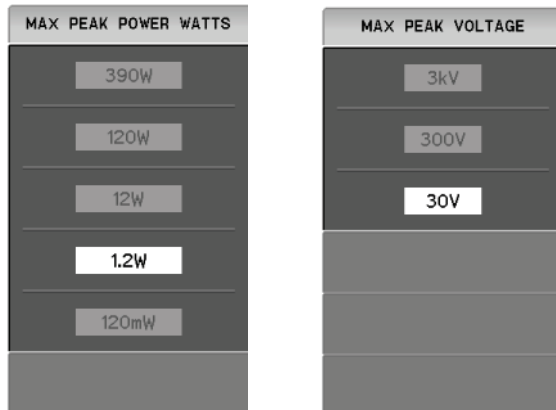 MAX PEAK POWER WATTS
390W
120W
12W
1.2W
120mW
MAX PEAK VOLTAGE
3kV
300V
30V